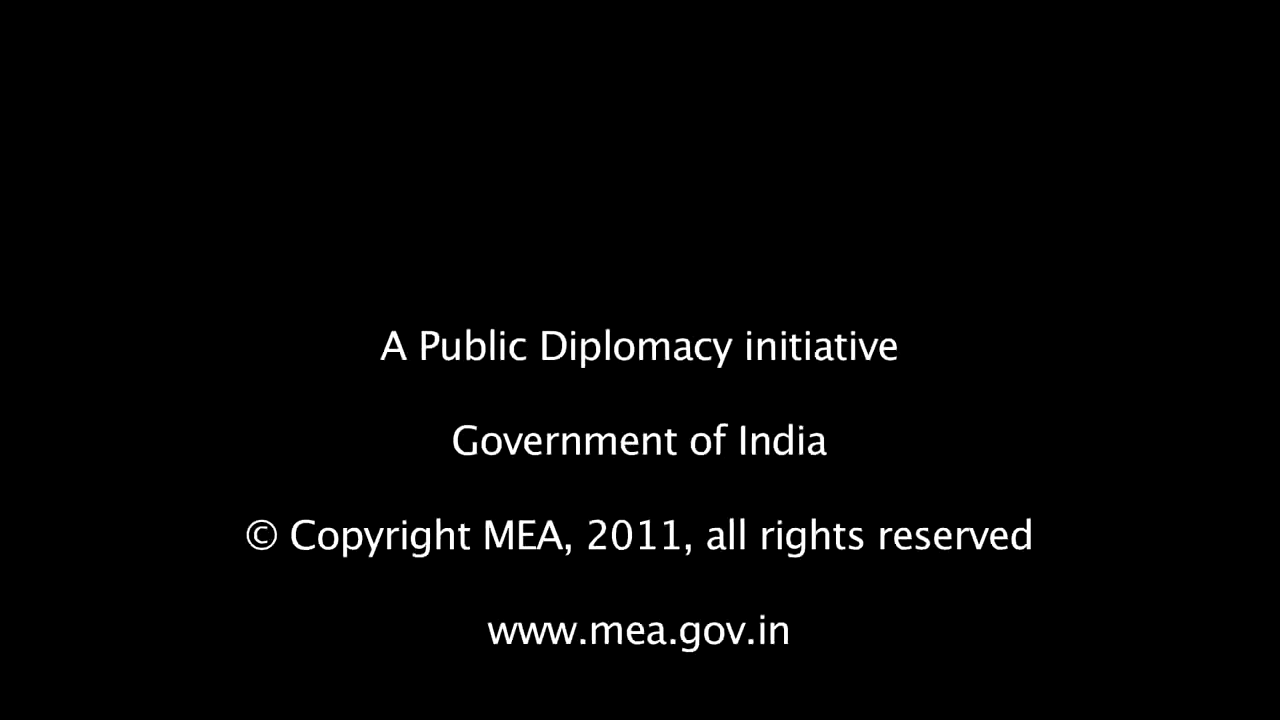 A Public Diplomacy initiative
Government of India
© Copyright MEA, 2011, all rights reserved
www.mea.gov.in